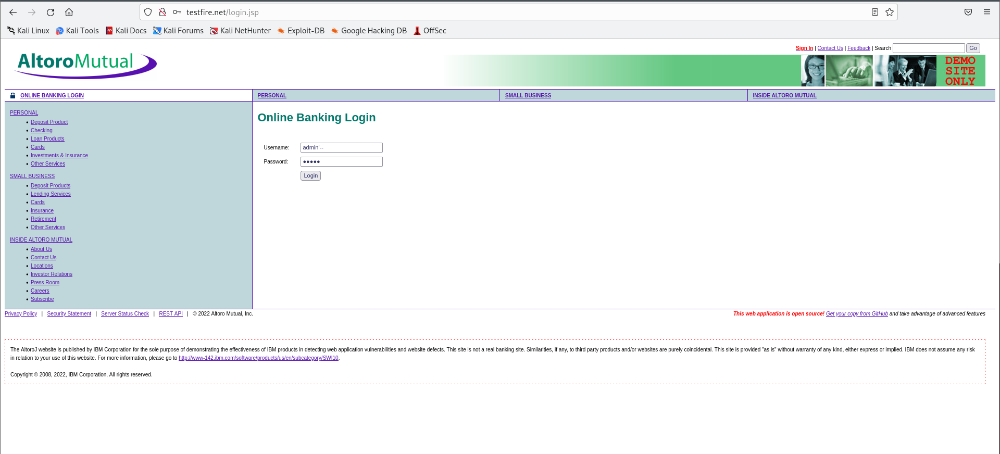 testfire.net/login.jsp
Kali Linux Kali Tools Kali Docs Kali Forums Kali NetHunter Exploit-DB Google Hacking DB OffSec
Sign In | Contact Us | Feedback | Search Go
AltoroMutual
DEMO
SITE
ONLY
ONLINE BANKING LOGIN PERSONAL SMALL BUSINESS INSIDE ALTORO MUTUAL
PERSONAL
Deposit Product
Checking
Loan Products
Cards
Investments & Insurance
Other Services
SMALL BUSINESS
Deposit Products
Lending Services
Cards
Insurance
Retirement
Other Services
INSIDE ALTORO MUTUAL
About Us
Contact Us
Locations
Investor Relations
Press Room
Careers
Subscribe
Online Banking Login
Username: admin'--
Password: •••••
Login
Privacy Policy | Security Statement | Server Status Check | REST API | © 2022 Altoro Mutual, Inc.
This web application is open source! Get your copy from GitHub and take advantage of advanced features
The AltoroJ website is published by IBM Corporation for the sole purpose of demonstrating the effectiveness of IBM products in detecting web application vulnerabilities and website defects. This site is not a real banking site. Similarities, if any, to third party products and/or websites are purely coincidental. This site is provided "as is" without warranty of any kind, either express or implied. IBM does not assume any risk
in relation to your use of this website. For more information, please go to http://www-142.ibm.com/software/products/us/en/subcategory/SWI10.
Copyright © 2008, 2022, IBM Corporation, All rights reserved.